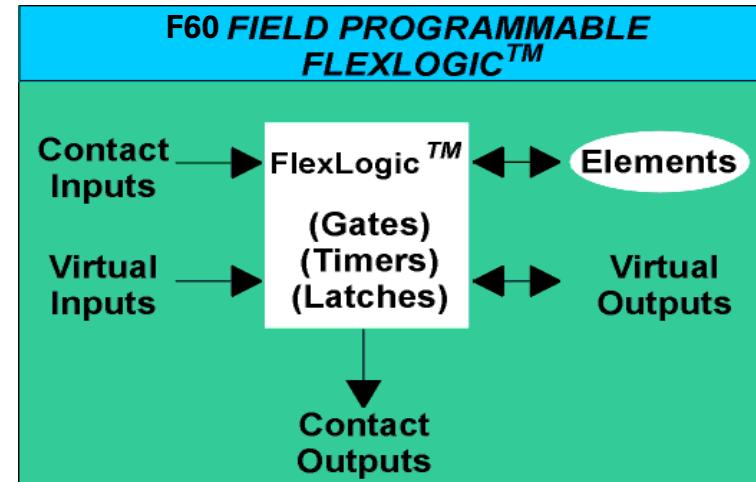 F60 FIELD PROGRAMMABLE
FLEXLOGIC™
Contact
Inputs
FlexLogic ™
Elements
(Gates)
(Timers)
(Latches)
Virtual
Inputs
Virtual
Outputs
Contact
Outputs